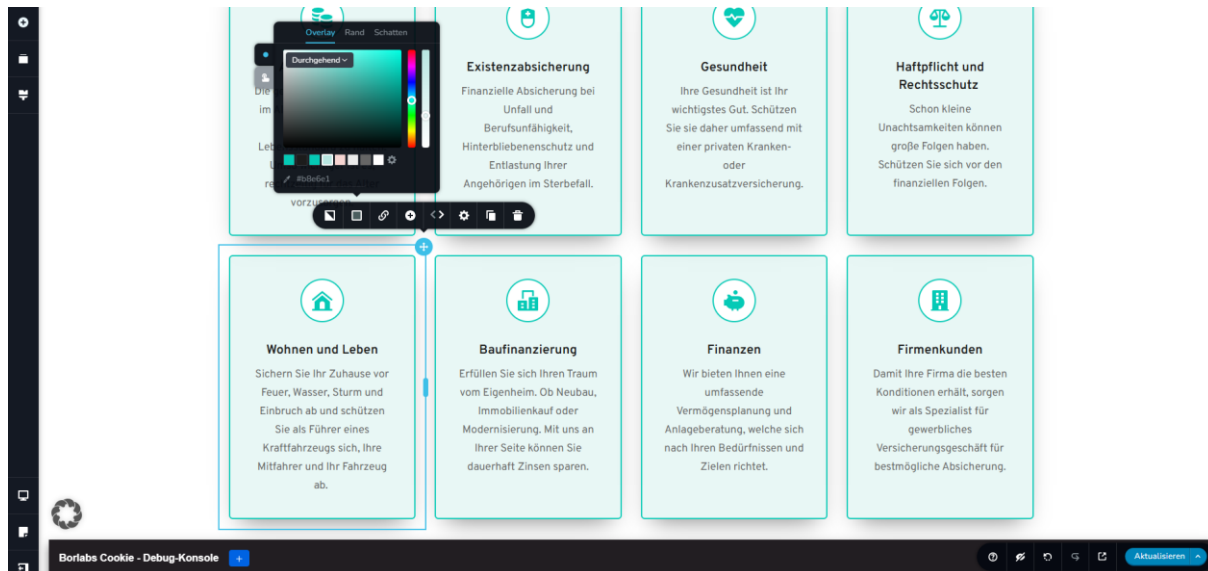 Overlay Rand Schatten
Durchgehend
#b8e6e1
Die
im
Leb
re
vorzusorgen.
Existenzabsicherung
Finanzielle Absicherung bei
Unfall und
Berufsunfähigkeit,
Hinterbliebenenschutz und
Entlastung Ihrer
Angehörigen im Sterbefall.
Gesundheit
Ihre Gesundheit ist Ihr
wichtigstes Gut. Schützen
Sie sie daher umfassend mit
einer privaten Kranken-
oder
Krankenzusatzversicherung.
Haftpflicht und
Rechtsschutz
Schon kleine
Unachtsamkeiten können
große Folgen haben.
Schützen Sie sich vor den
finanziellen Folgen.
Wohnen und Leben
Sichern Sie Ihr Zuhause vor
Feuer, Wasser, Sturm und
Einbruch ab und schützen
Sie als Führer eines
Kraftfahrzeugs sich, Ihre
Mitfahrer und Ihr Fahrzeug
ab.
Baufinanzierung
Erfüllen Sie sich Ihren Traum
vom Eigenheim. Ob Neubau,
Immobilienkauf oder
Modernisierung. Mit uns an
Ihrer Seite können Sie
dauerhaft Zinsen sparen.
Finanzen
Wir bieten Ihnen eine
umfassende
Vermögensplanung und
Anlageberatung, welche sich
nach Ihren Bedürfnissen und
Zielen richtet.
Firmenkunden
Damit Ihre Firma die besten
Konditionen erhält, sorgen
wir als Spezialist für
gewerbliches
Versicherungsgeschäft für
bestmögliche Absicherung.
Borlabs Cookie - Debug-Konsole +
Aktualisieren